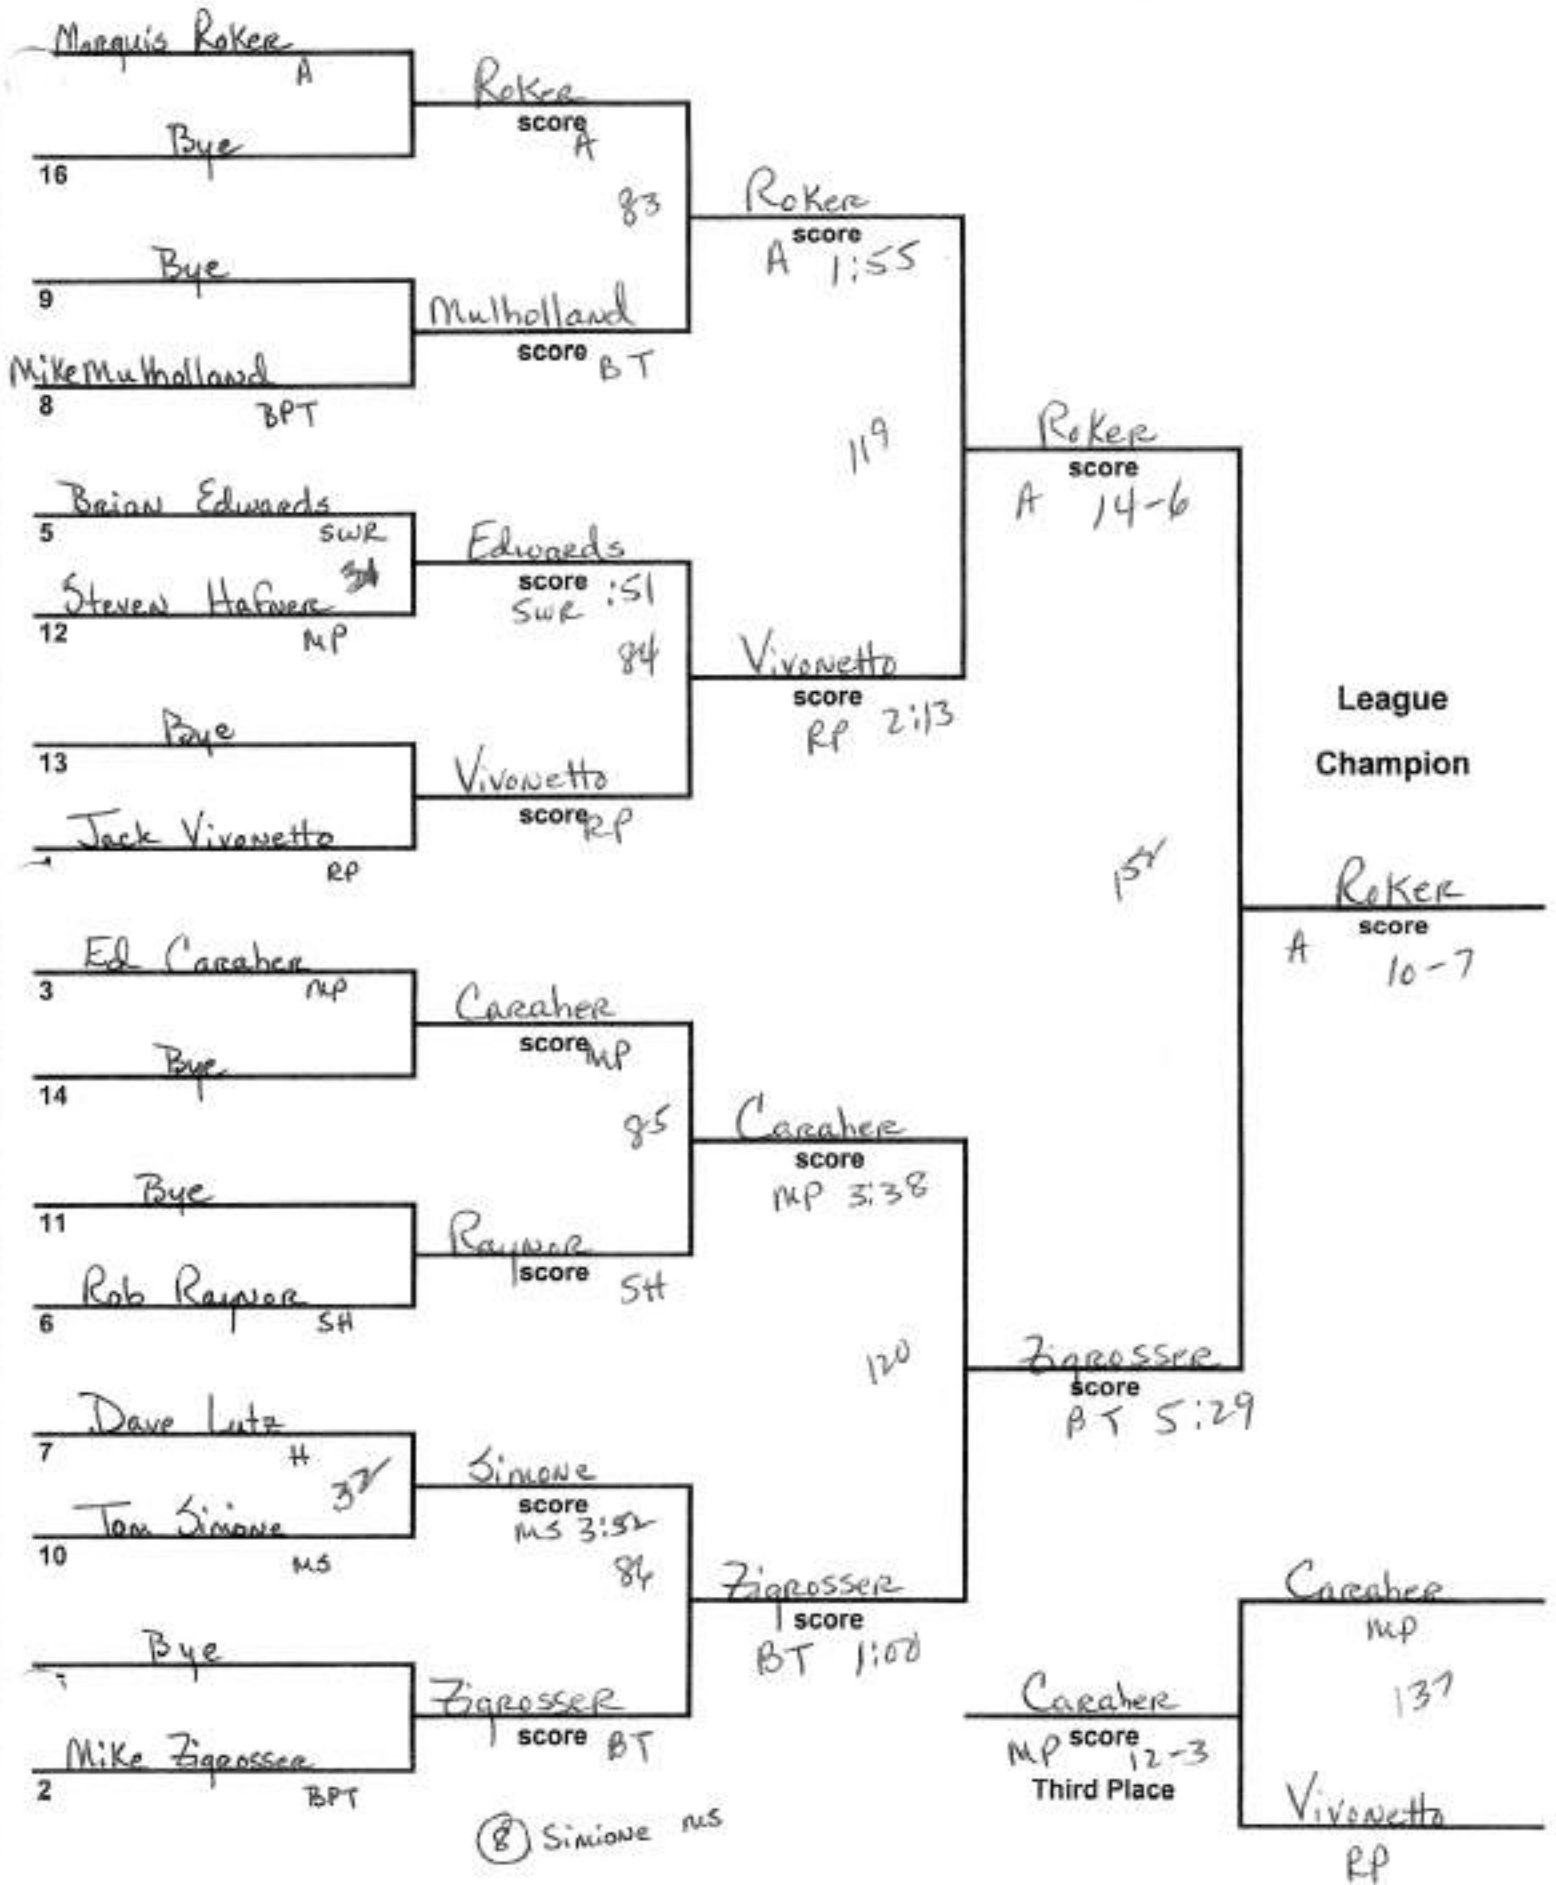 Marquis Roker
A
Bye
16
Roker
score
A
83
Bye
9
Mike Mulholland
8
BPT
Mulholland
score BT
Roker
score
A 1:55
Brian Edwards
5
SWR
Steven Hafner
12
MP
Edwards
score :51
SWR
84
Bye
13
Jack Vivonetto
RP
Vivonetto
score RP
Vivonetto
score
RP 2:13
119
Roker
score
A 14-6
Ed Caraher
3
MP
Bye
14
Caraher
score MP
85
Bye
11
Rob Raynor
6
SH
Raynor
score SH
Caraher
score
MP 3:38
Dave Lutz
7
H
Tom Simone
10
MS
Simone
score
MS 3:52
86
Bye
Mike Zigrosser
2
BPT
Zigrosser
score BT
Zigrosser
score
BT 1:00
120
Zigrosser
score
BT 5:29
League
Champion
Roker
score
A 10-7
Caraher
MP
137
Vivonetto
RP
Caraher
score
MP 12-3
Third Place
8 Simione MS